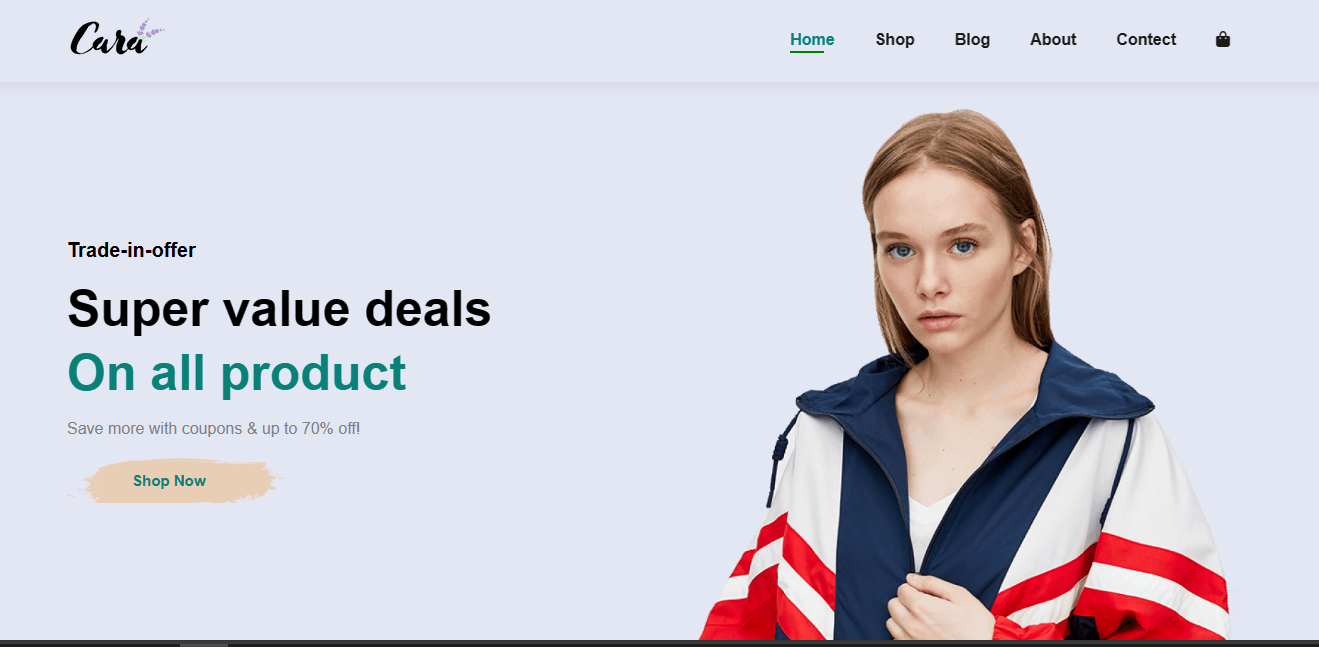 Cara
Home Shop Blog About Contect
Trade-in-offer
Super value deals
On all product
Save more with coupons & up to 70% off!
Shop Now